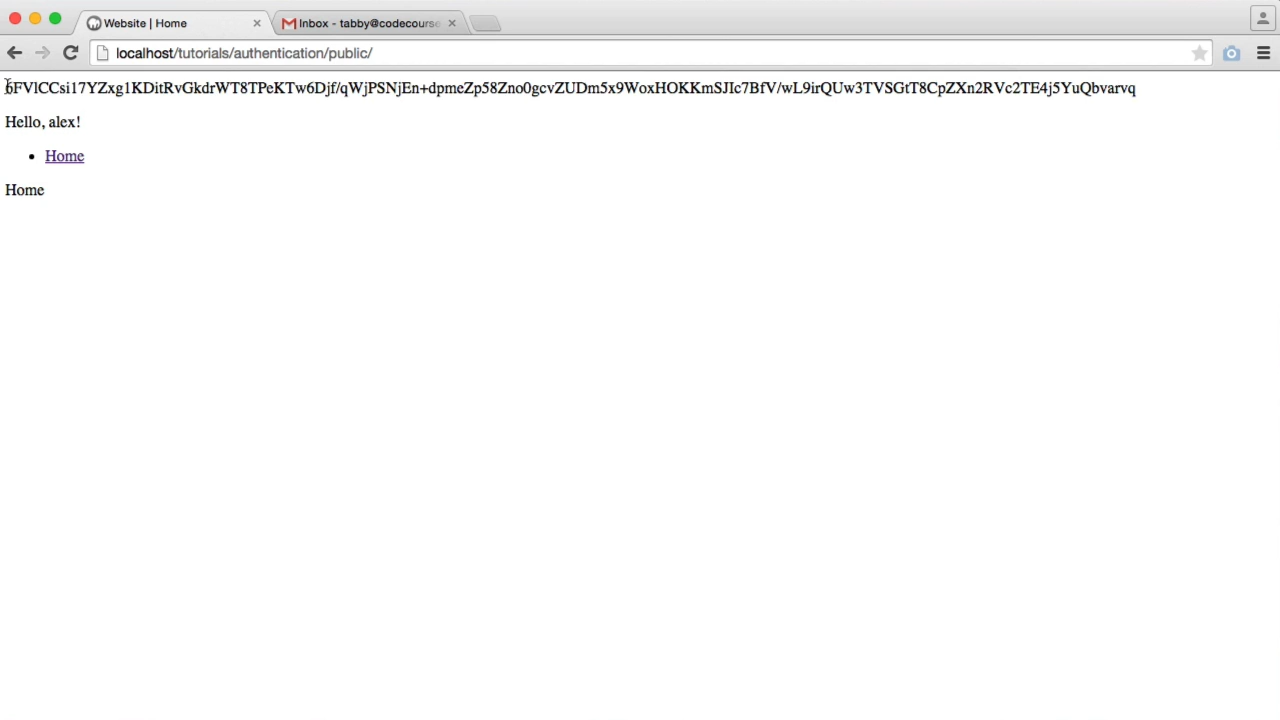 Website | Home
Inbox - tabby@codecourse
localhost/tutorials/authentication/public/
6FVlCCsi17YZxg1KDitRvGkdrWT8TPeKTw6Djf/qWjPSNjEn+dpmeZp58Zno0gcvZUDm5x9WoxHOKKmSJIc7BfV/wL9irQUw3TVSGtT8CpZXn2RVc2TE4j5YuQbvarvq
Hello, alex!
Home
Home